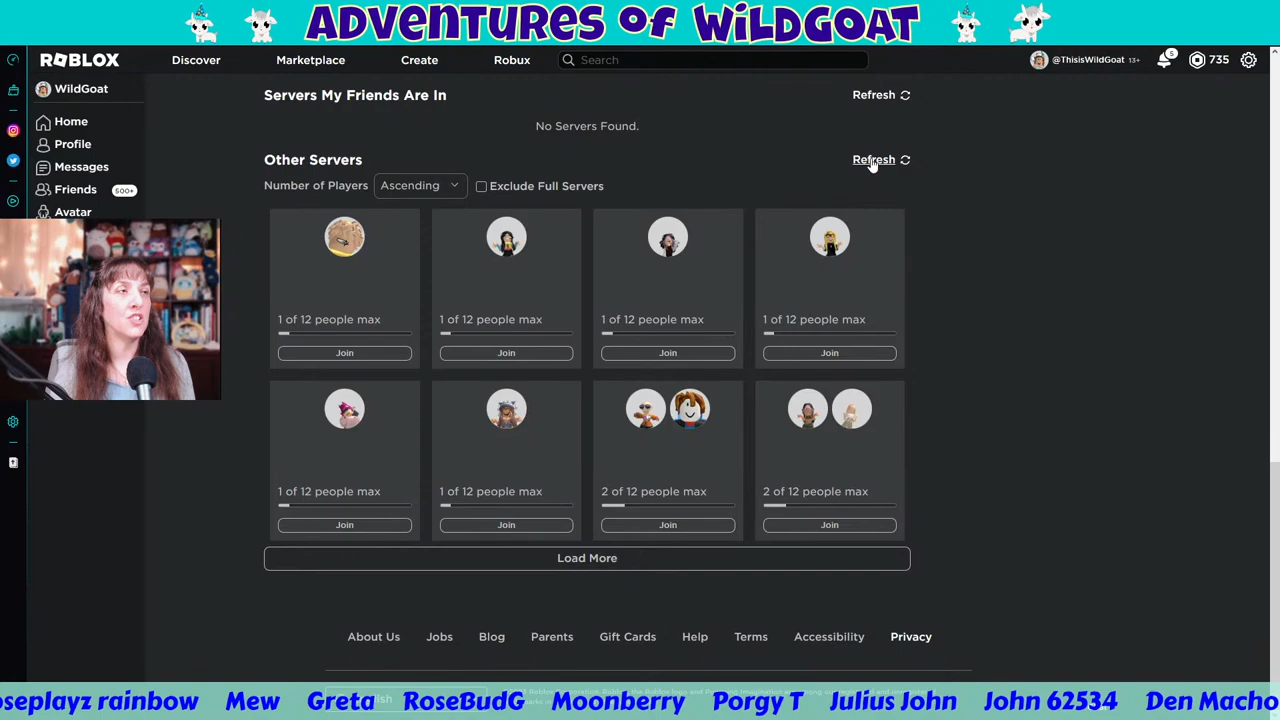 ADVENTURES OF WILDGOAT
ROBLOX Discover Marketplace Create Robux Search @ThisisWildGoat 13+ 5 735
WildGoat
Home
Profile
Messages
Friends 500+
Avatar
Servers My Friends Are In Refresh
No Servers Found.
Other Servers Refresh
Number of Players Ascending Exclude Full Servers
1 of 12 people max 1 of 12 people max 1 of 12 people max 1 of 12 people max
Join Join Join Join
1 of 12 people max 1 of 12 people max 2 of 12 people max 2 of 12 people max
Join Join Join Join
Load More
About Us Jobs Blog Parents Gift Cards Help Terms Accessibility Privacy
oseplayz rainbow Mew Greta RoseBudG Moonberry Porgy T Julius John John 62534 Den Macho